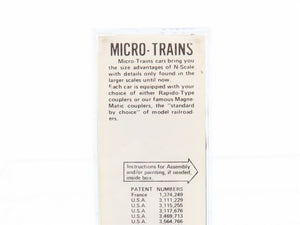 MICRO-TRAINS
Micro-Trains cars bring you
the size advantages of N-Scale
with details only found in the
larger scales until now.
Each car is equipped with your
choice of either Rapido-Type
couplers or our famous Magne-
Matic couplers, the "standard
by choice" of model railroad-
ers.
Instructions for Assembly
and/or painting, if needed,
inside box.
PATENT NUMBERS
France 1,374,249
U.S.A. 3,111,229
U.S.A. 3,115,255
U.S.A. 3,117,676
U.S.A. 3,469,713
U.S.A. 3,564,766